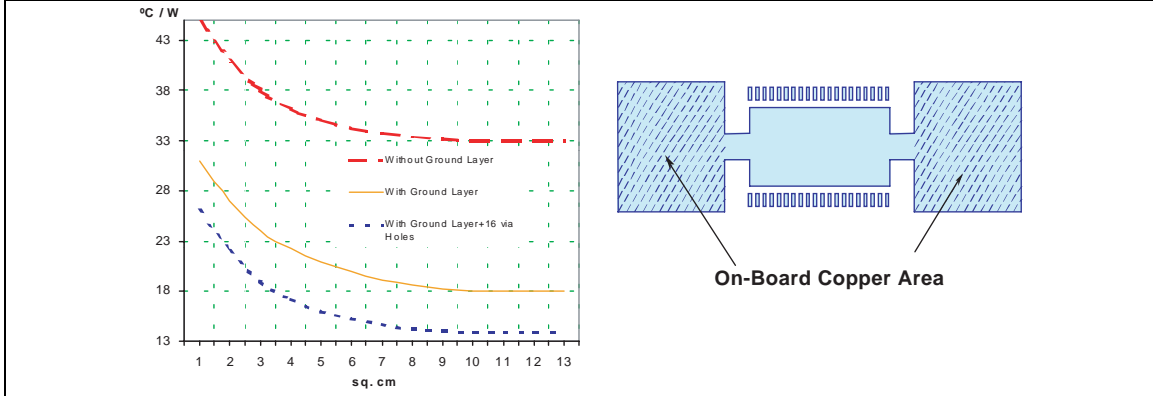 ºC / W
43
38
33
28
23
18
13
1 2 3 4 5 6 7 8 9 10 11 12 13
sq. cm
Without Ground Layer
With Ground Layer
With Ground Layer+16 via
Holes
On-Board Copper Area